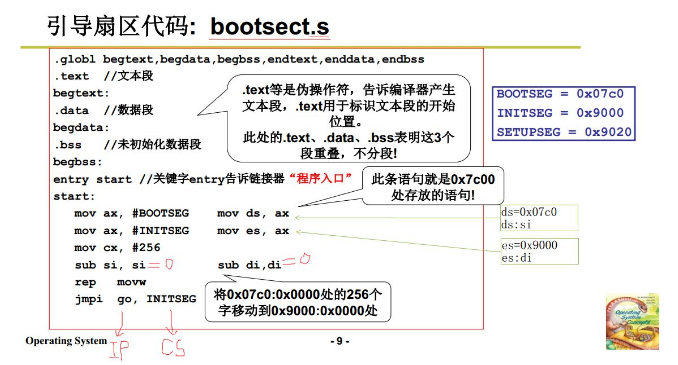 引导扇区代码: bootsect.s
.globl begtext,begdata,begbss,endtext,enddata,endbss
.text //文本段
begtext:
.data //数据段
begdata:
.bss //未初始化数据段
begbss:
entry start //关键字entry告诉链接器“程序入口”
start:
mov ax, #BOOTSEG mov ds, ax
mov ax, #INITSEG mov es, ax
mov cx, #256
sub si, si =0 sub di,di =0
rep movw
jmpi go, INITSEG
IP CS
.text等是伪操作符，告诉编译器产生
文本段，.text用于标识文本段的开始
位置。
此处的.text、.data、.bss表明这3个
段重叠，不分段!
此条语句就是0x7c00
处存放的语句!
将0x07c0:0x0000处的256个
字移动到0x9000:0x0000处
BOOTSEG = 0x07c0
INITSEG = 0x9000
SETUPSEG = 0x9020
ds=0x07c0
ds:si
es=0x9000
es:di
Operating System
Concepts
Operating System
- 9 -